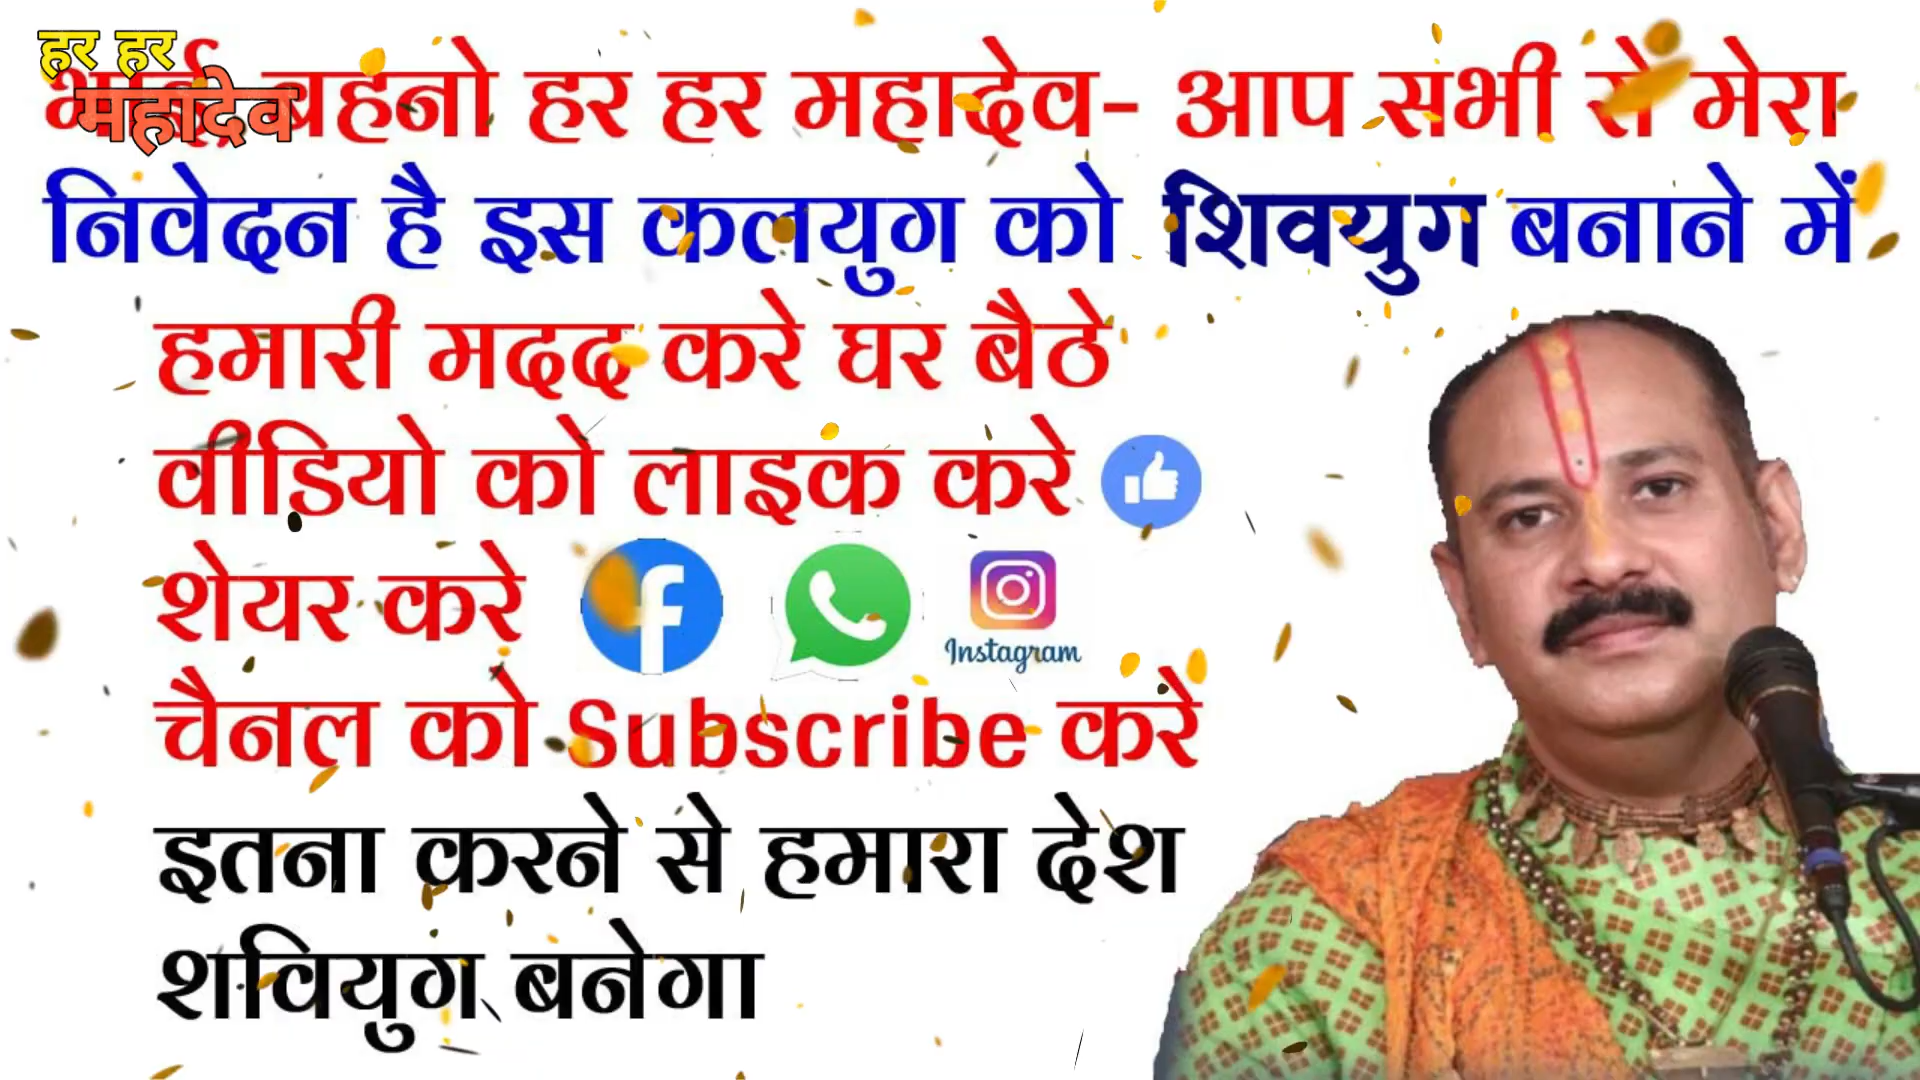 हर हर
महादेव
भाई, बहनो हर हर महादेव- आप सभी से मेरा
निवेदन है इस कलयुग को शिवयुग बनाने में
हमारी मदद करे घर बैठे
वीडियो को लाइक करे
शेयर करे
Instagram
चैनल को Subscribe करे
इतना करने से हमारा देश
शवियुग बनेगा